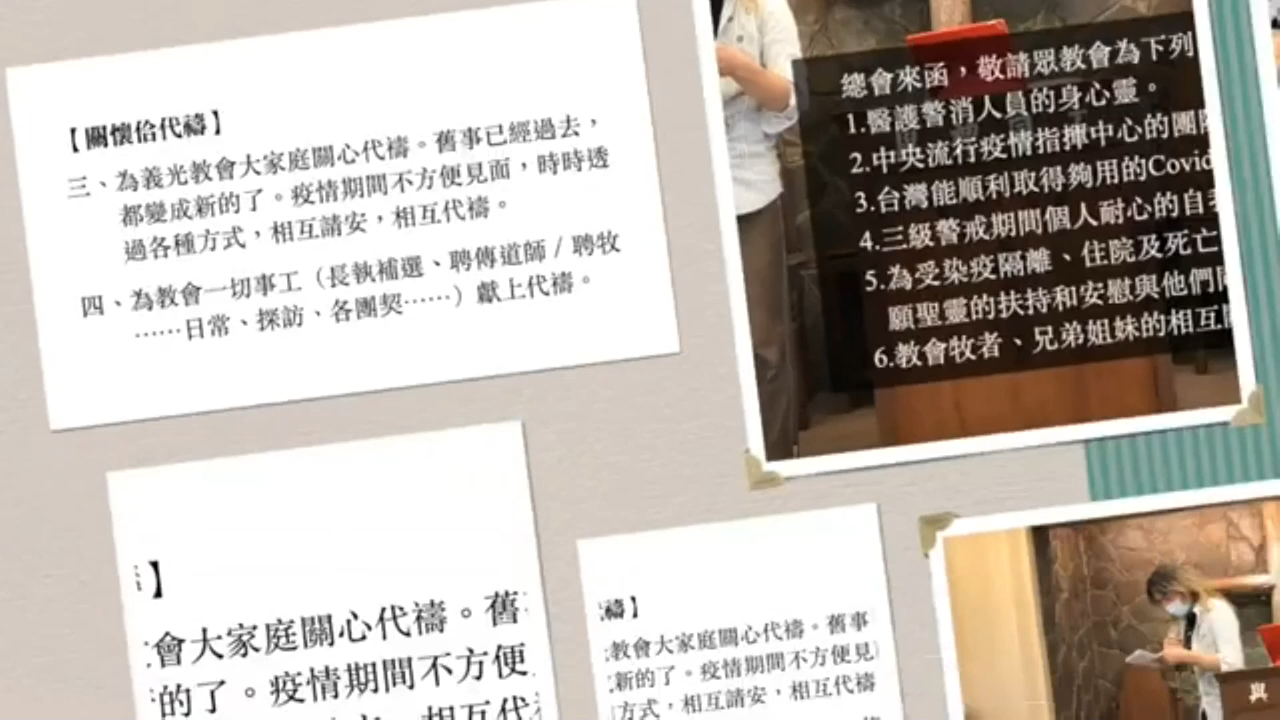 【關懷佮代禱】
三、為義光教會大家庭關心代禱。舊事已經過去，
都變成新的了。疫情期間不方便見面，時時透
過各種方式，相互請安，相互代禱。
四、為教會一切事工（長執補選、聘傳道師 / 聘牧
……日常、探訪、各團契……）獻上代禱。
總會來函，敬請眾教會為下列
1.醫護警消人員的身心靈。
2.中央流行疫情指揮中心的團
3.台灣能順利取得夠用的Covid
4.三級警戒期間個人耐心的自
5.為受染疫隔離、住院及死亡
願聖靈的扶持和安慰與他們
6.教會牧者、兄弟姐妹的相互
】
會大家庭關心代禱。舊
的了。疫情期間不方便
相互代
禱】
教會大家庭關心代禱。舊事
新的了。疫情期間不方便見
方式，相互請安，相互代禱
與